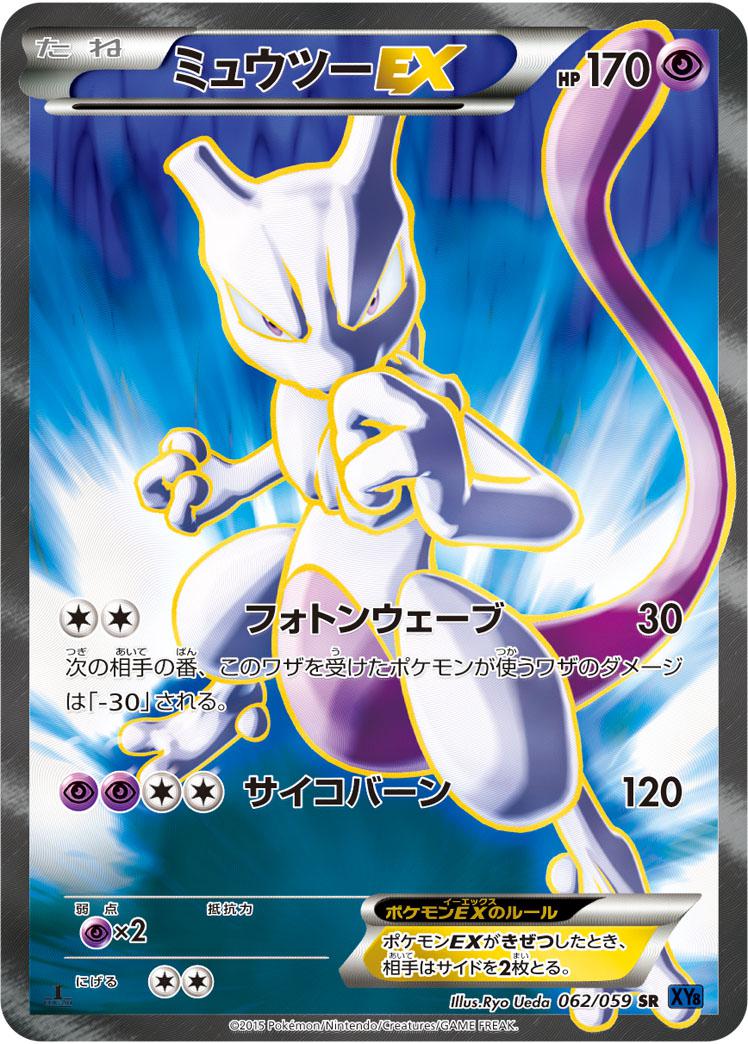 たね ミュウツーEX HP170
フォトンウェーブ 30
次の相手の番、このワザを受けたポケモンが使うワザのダメージ
は「-30」される。
サイコバーン 120
弱点 抵抗力
×2
にげる
ポケモンEXのルール
ポケモンEXがきぜつしたとき、
相手はサイドを2枚とる。
Illus.Ryo Ueda 062/059 SR XY8
©2015 Pokémon/Nintendo/Creatures/GAME FREAK.